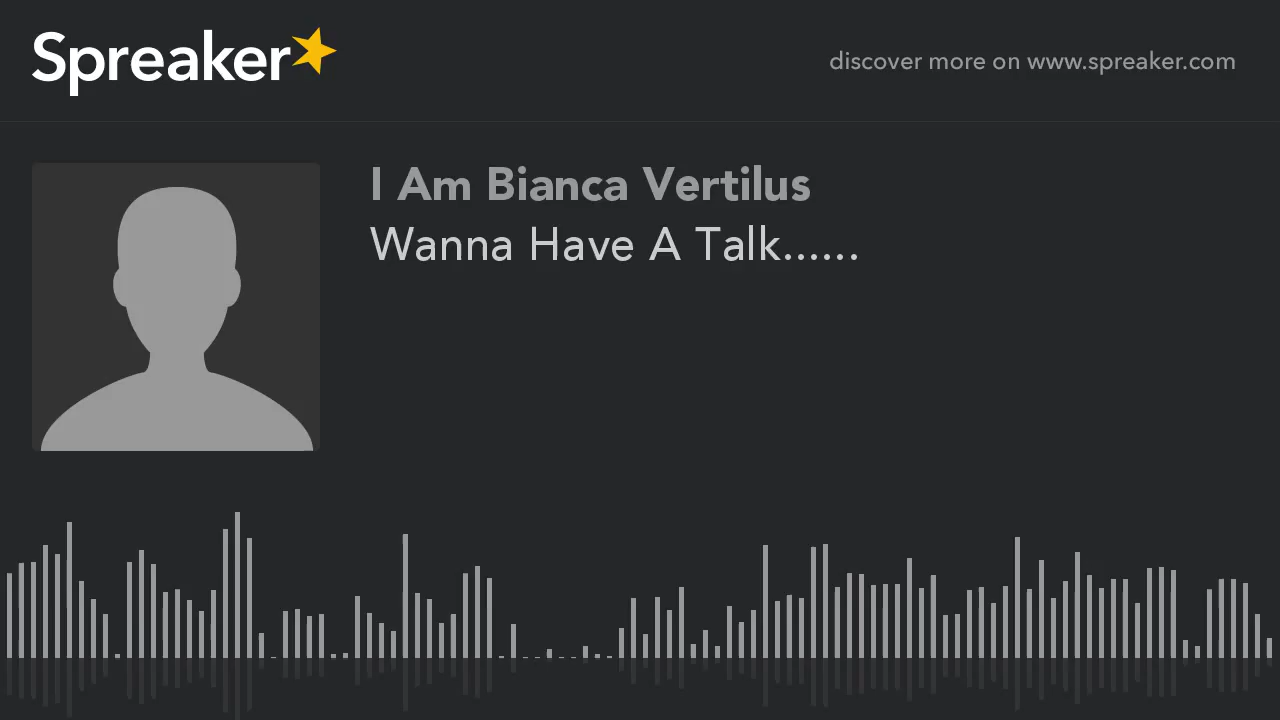 Spreaker
discover more on www.spreaker.com
I Am Bianca Vertilus
Wanna Have A Talk......